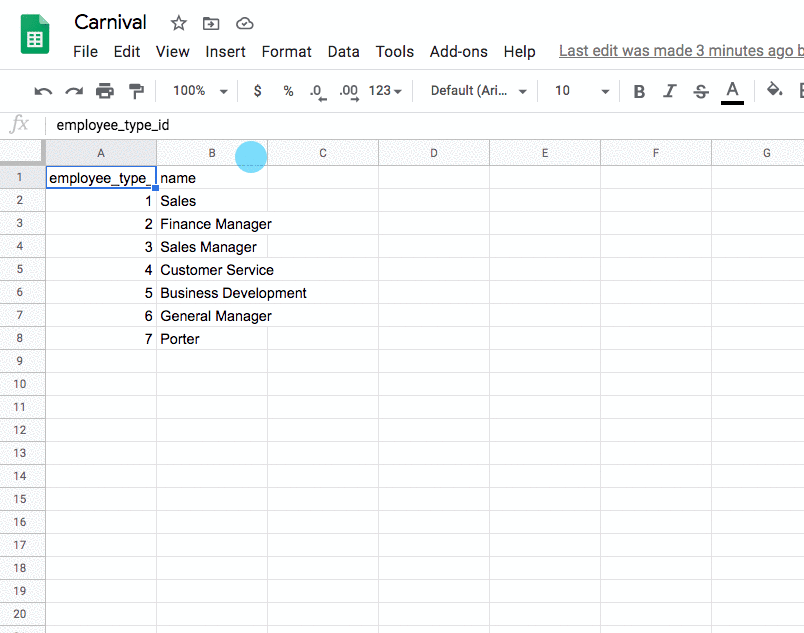 Carnival
File Edit View Insert Format Data Tools Add-ons Help Last edit was made 3 minutes ago b
100% $ % .0 .00 123 Default (Ari... 10 B I S A
fx employee_type_id
A B C D E F G
1 employee_type_ name
2 1 Sales
3 2 Finance Manager
4 3 Sales Manager
5 4 Customer Service
6 5 Business Development
7 6 General Manager
8 7 Porter
9
10
11
12
13
14
15
16
17
18
19
20